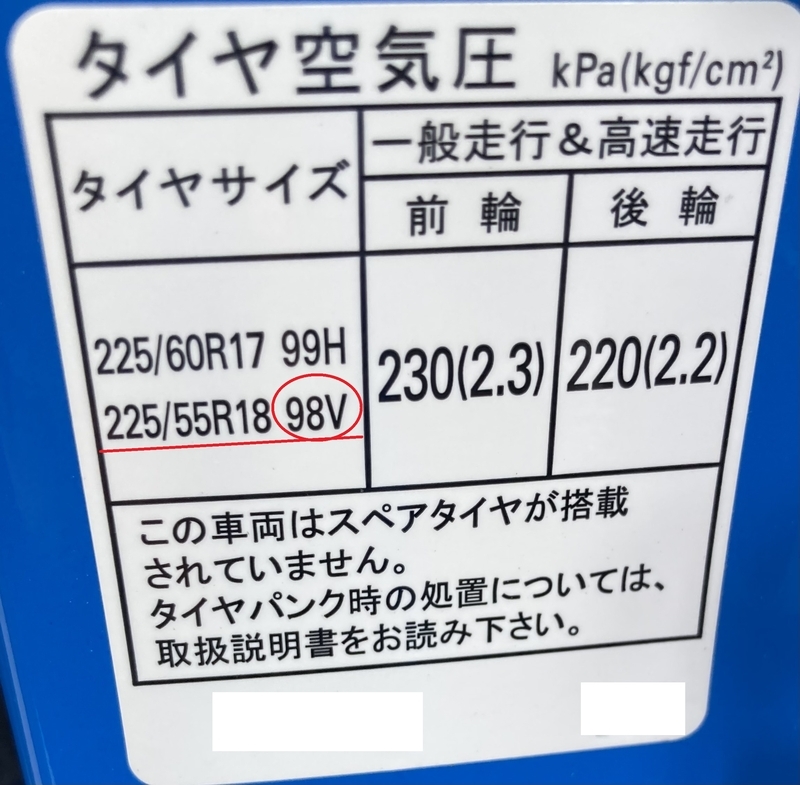 タイヤ空気圧 kPa(kgf/cm²)
タイヤサイズ
一般走行&高速走行
前輪 後輪
225/60R17 99H
225/55R18 98V
230(2.3) 220(2.2)
この車両はスペアタイヤが搭載
されていません。
タイヤパンク時の処置については、
取扱説明書をお読み下さい。